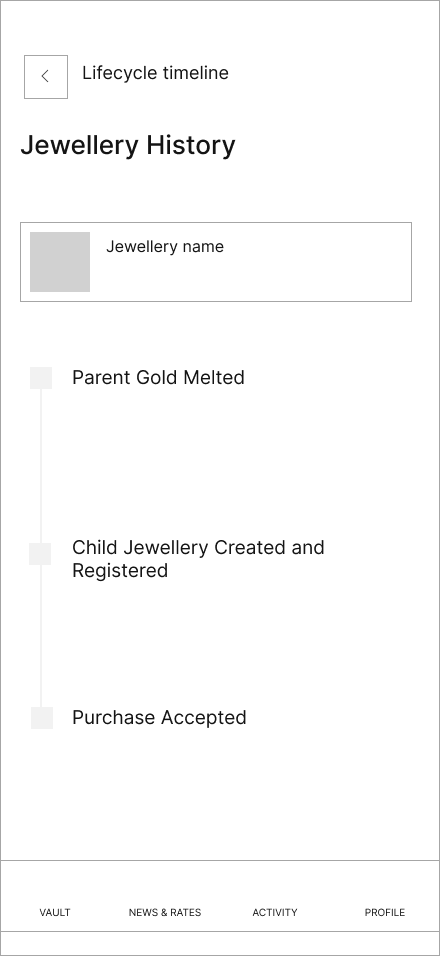 Lifecycle timeline
Jewellery History
Jewellery name
Parent Gold Melted
Child Jewellery Created and
Registered
Purchase Accepted
VAULT NEWS & RATES ACTIVITY PROFILE